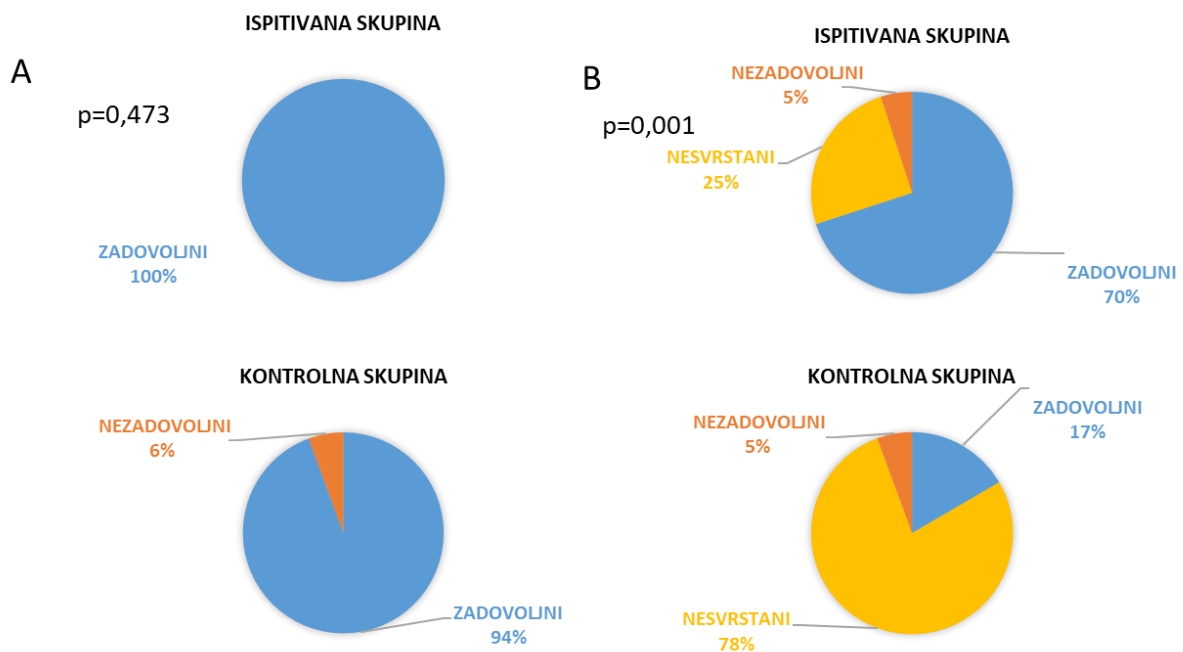 A
ISPITIVANA SKUPINA
p=0,473
ZADOVOLJNI
100%
KONTROLNA SKUPINA
NEZADOVOLJNI
6%
ZADOVOLJNI
94%
B
ISPITIVANA SKUPINA
NEZADOVOLJNI
5%
p=0,001
NESVRSTANI
25%
ZADOVOLJNI
70%
KONTROLNA SKUPINA
ZADOVOLJNI
17%
NEZADOVOLJNI
5%
NESVRSTANI
78%